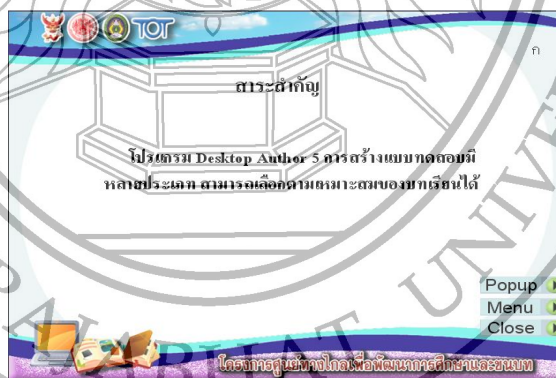 TOT
ก
สาระสำคัญ
โปรแกรม Desktop Author 5 การสร้างแบบทดสอบมี
หลายประเภท สามารถเลือกตามเหมาะสมของบทเรียนได้
Popup
Menu
Close
โครงการศูนย์ทางไกลเพื่อพัฒนาการศึกษาและชนบท